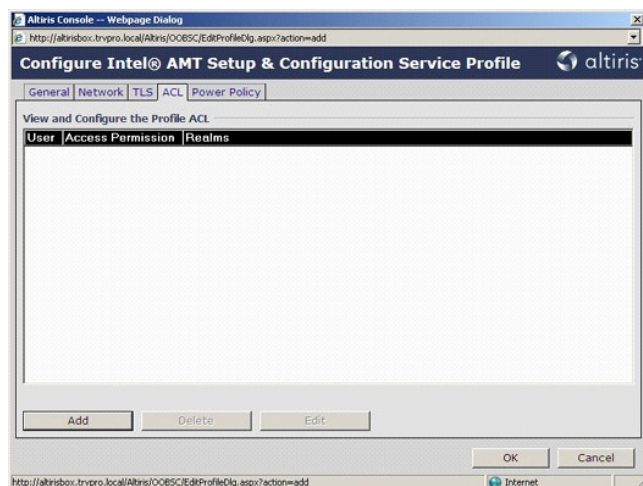 Altiris Console -- Webpage Dialog
http://altirisbox.trvpro.local/Altiris/OOBSC/EditProfileDlg.aspx?action=add
Configure Intel® AMT Setup & Configuration Service Profile altiris
General Network TLS ACL Power Policy
View and Configure the Profile ACL
User Access Permission Realms
Add Delete Edit
OK Cancel
http://altirisbox.trvpro.local/Altiris/OOBSC/EditProfileDlg.aspx?action=add Internet